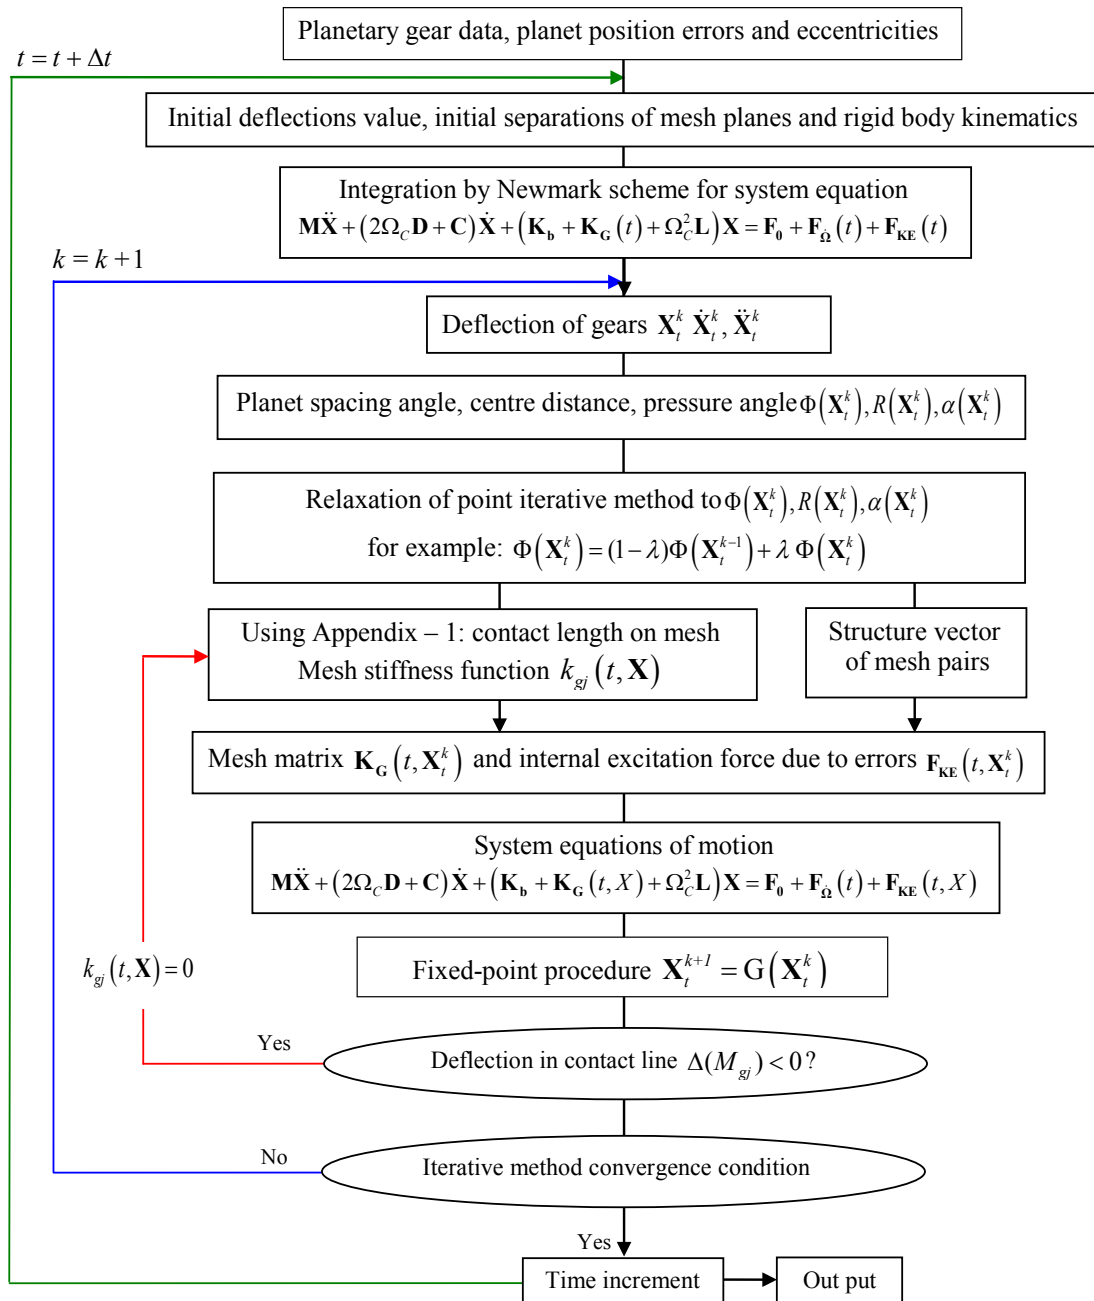 Planetary gear data, planet position errors and eccentricities
t = t + Δt
Initial deflections value, initial separations of mesh planes and rigid body kinematics
Integration by Newmark scheme for system equation
MẌ + (2Ω_C D + C)Ẋ + (K_b + K_G(t) + Ω_C^2 L)X = F_0 + F_Ω̇(t) + F_KE(t)
k = k + 1
Deflection of gears X_t^k Ẋ_t^k, Ẍ_t^k
Planet spacing angle, centre distance, pressure angle Φ(X_t^k), R(X_t^k), α(X_t^k)
Relaxation of point iterative method to Φ(X_t^k), R(X_t^k), α(X_t^k)
for example: Φ(X_t^k) = (1−λ)Φ(X_t^{k−1}) + λ Φ(X_t^k)
Using Appendix – 1: contact length on mesh
Mesh stiffness function k_gj(t, X)
Structure vector
of mesh pairs
Mesh matrix K_G(t, X_t^k) and internal excitation force due to errors F_KE(t, X_t^k)
System equations of motion
MẌ + (2Ω_C D + C)Ẋ + (K_b + K_G(t, X) + Ω_C^2 L)X = F_0 + F_Ω̇(t) + F_KE(t, X)
k_gj(t, X) = 0
Fixed-point procedure X_t^{k+1} = G(X_t^k)
Yes
Deflection in contact line Δ(M_gj) < 0 ?
No
Iterative method convergence condition
Yes
Time increment
Out put